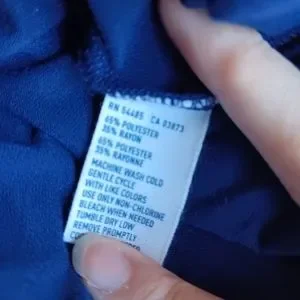 RN 54485 CA 03873
65% POLYESTER
35% RAYON
65% POLYESTER
35% RAYONNE
MACHINE WASH COLD
GENTLE CYCLE
WITH LIKE COLORS
USE ONLY NON-CHLORINE
BLEACH WHEN NEEDED
TUMBLE DRY LOW
REMOVE PROMPTLY